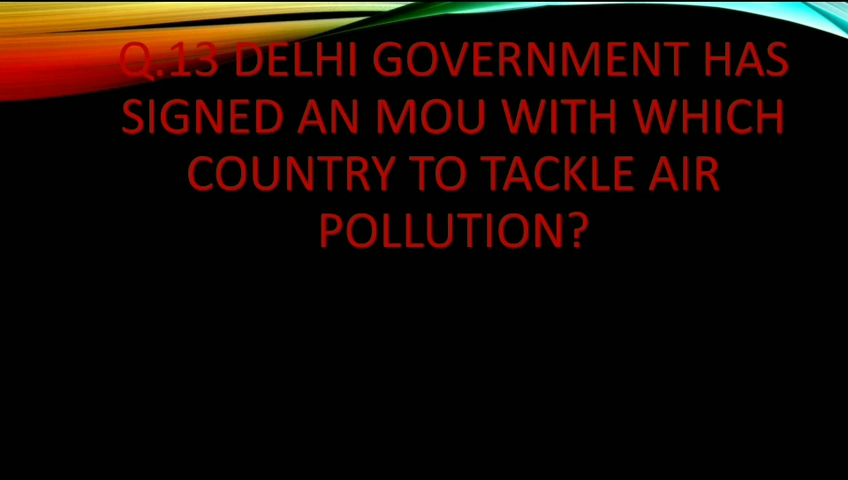 Q.13 DELHI GOVERNMENT HAS
SIGNED AN MOU WITH WHICH
COUNTRY TO TACKLE AIR
POLLUTION?